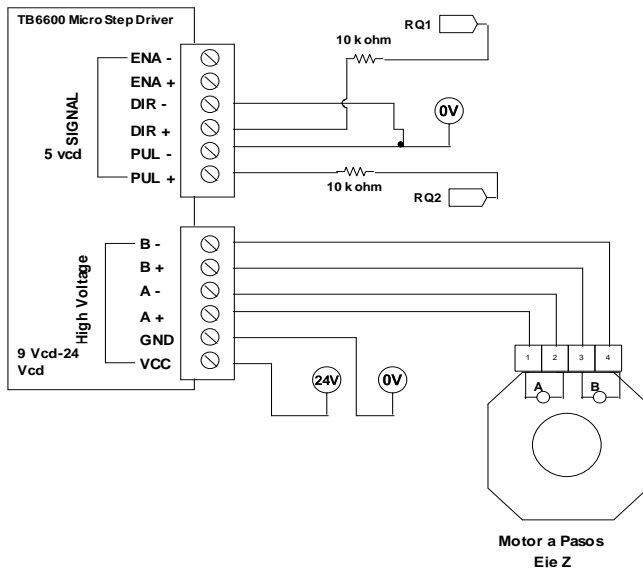 TB6600 Micro Step Driver
ENA -
ENA +
DIR -
DIR +
PUL -
PUL +
SIGNAL
5 vcd
10 k ohm
RQ1
0V
10 k ohm
RQ2
B -
B +
A -
A +
GND
VCC
High Voltage
9 Vcd-24
Vcd
24V
0V
1 2 3 4
A B
Motor a Pasos
Eje Z